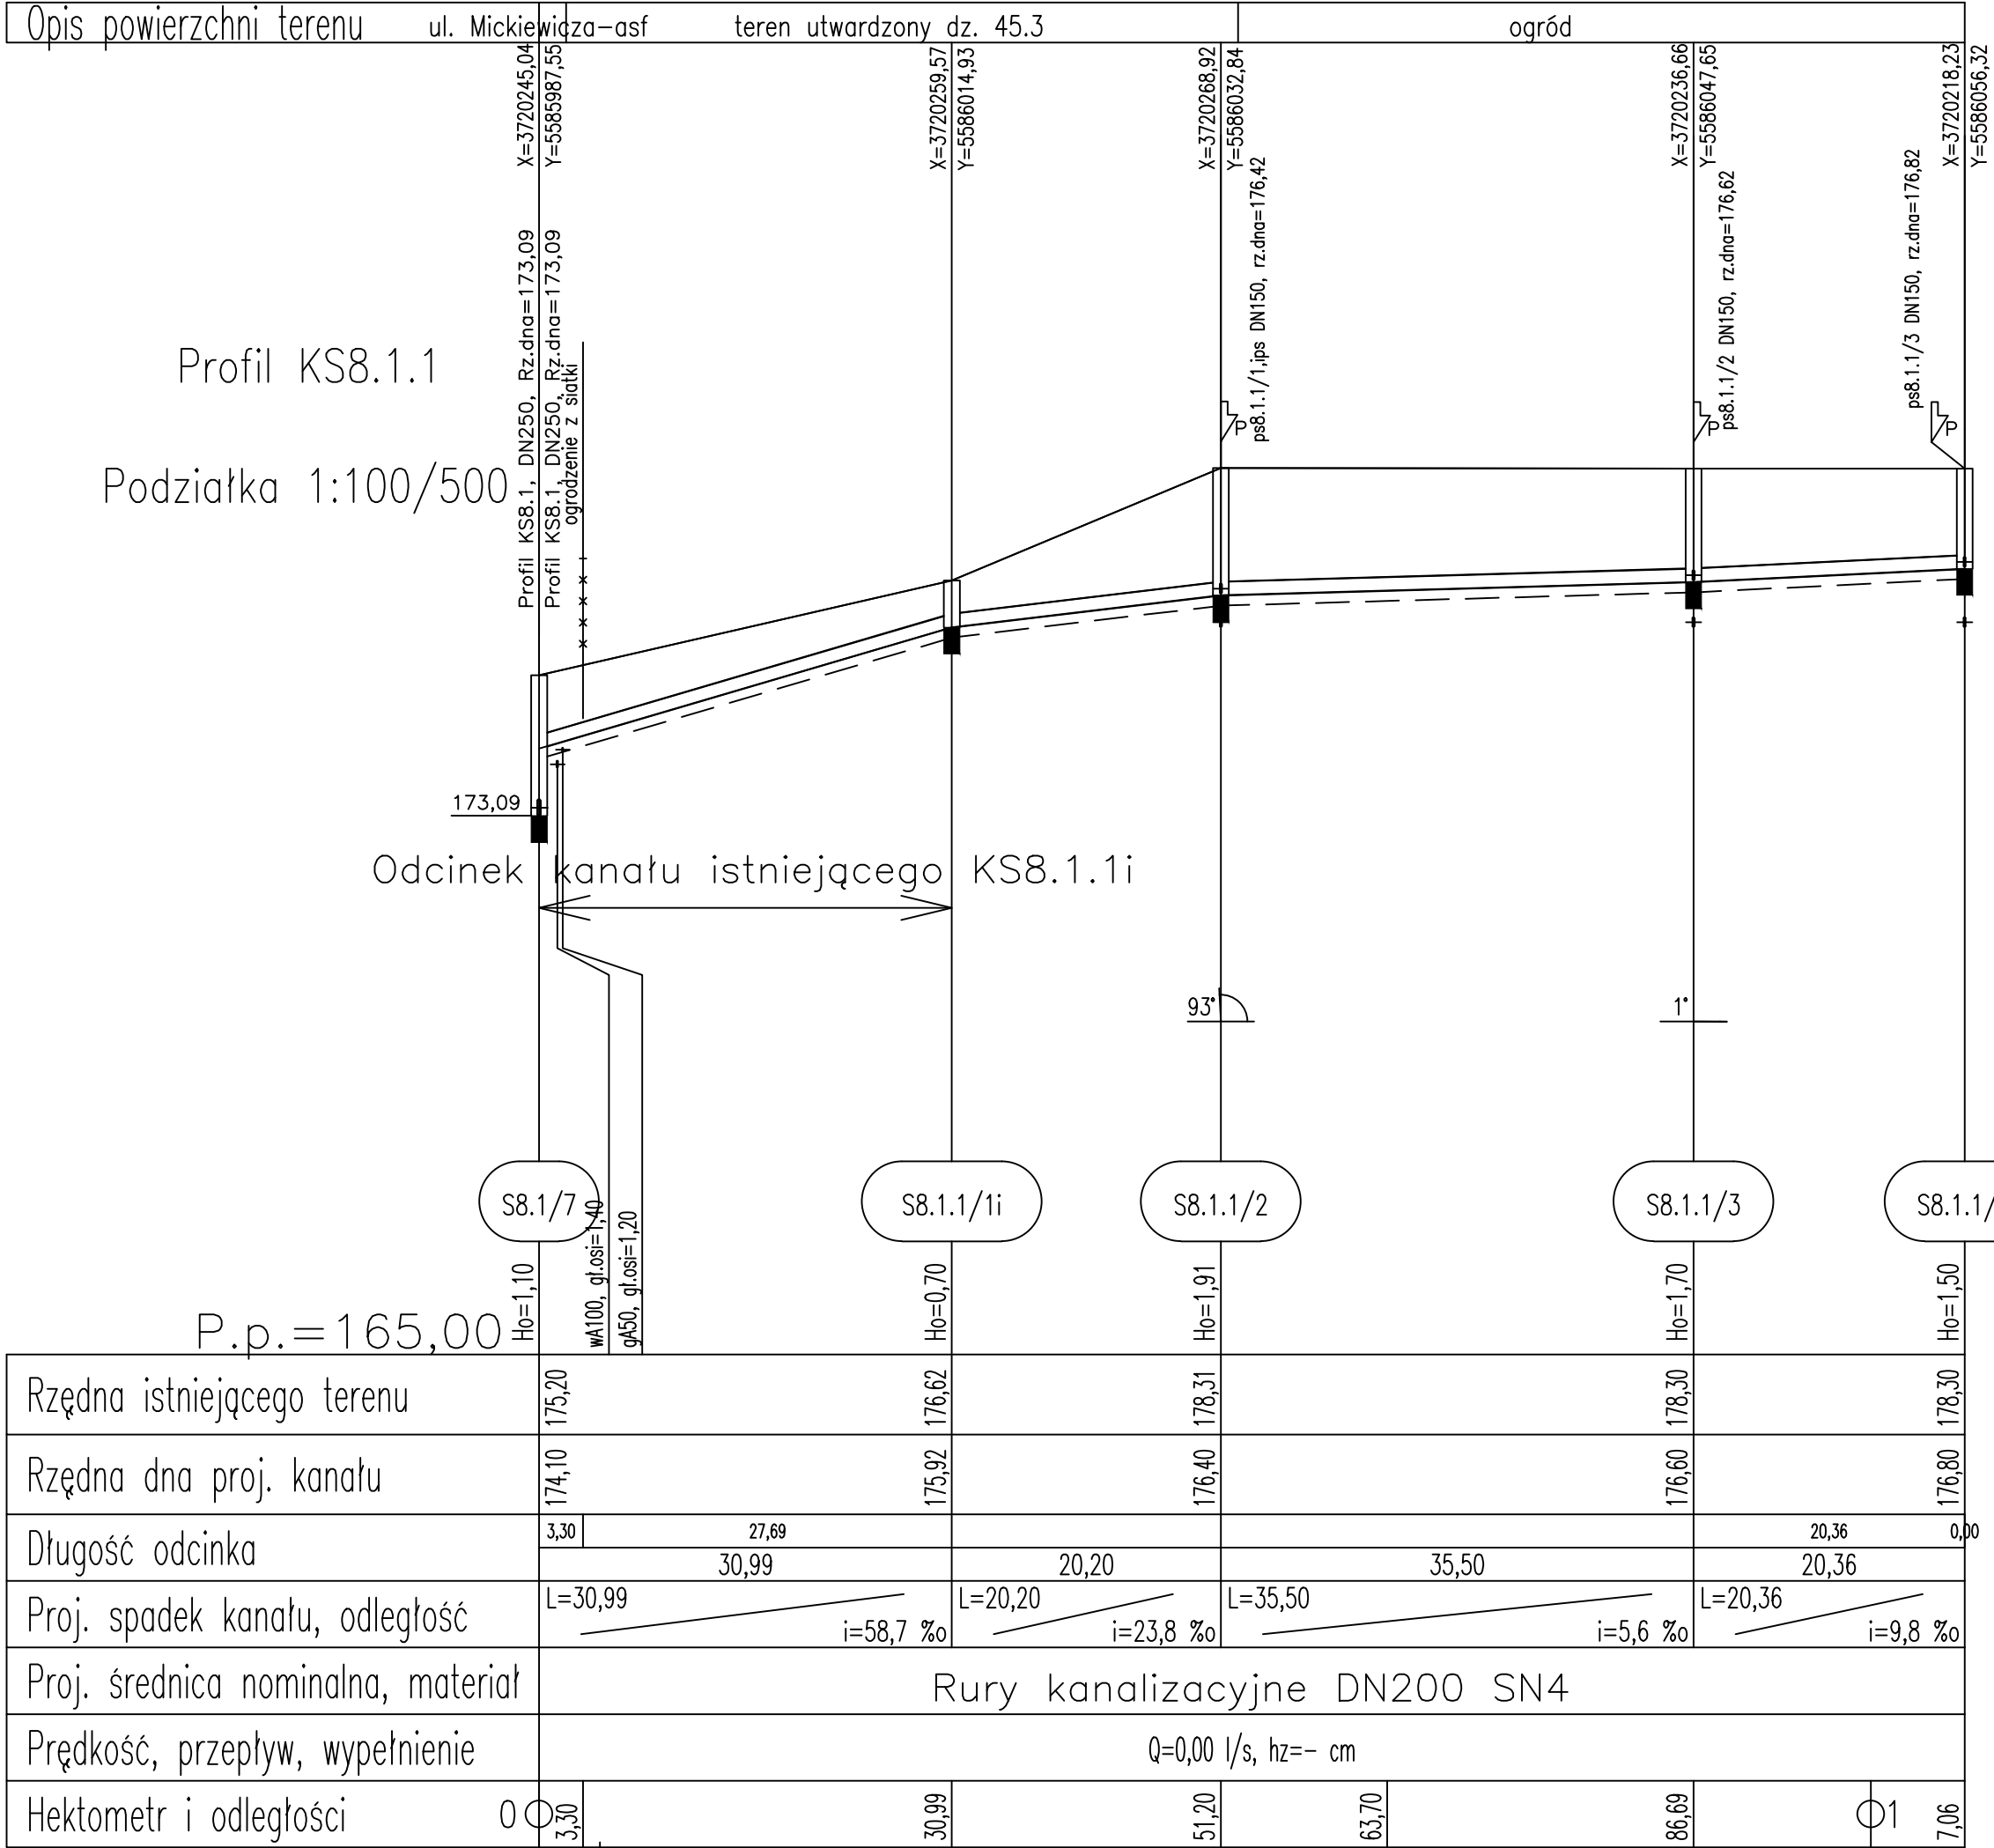 Opis powierzchni terenu ul. Mickiewicza-asf teren utwardzony dz. 45.3 ogród
X=3720245,04
Y=5585987,55
X=3720259,57
Y=5586014,93
X=3720268,92
Y=5586032,84
X=3720236,66
Y=5586047,65
X=3720218,23
Y=5586056,32
Profil KS8.1, DN250, Rz.dna=173,09
Profil KS8.1, DN250, Rz.dna=173,09
ogrodzenie z siatki
ps8.1.1/1,ips DN150, rz.dna=176,42
ps8.1.1/2 DN150, rz.dna=176,62
ps8.1.1/3 DN150, rz.dna=176,82
P
P
P
Profil KS8.1.1
Podziałka 1:100/500
173,09
Odcinek kanału istniejącego KS8.1.1i
93°
1°
S8.1/7
S8.1.1/1i
S8.1.1/2
S8.1.1/3
S8.1.1/
Ho=1,10
wA100, gł.osi=1,40
gA50, gł.osi=1,20
Ho=0,70
Ho=1,91
Ho=1,70
Ho=1,50
P.p.=165,00
Rzędna istniejącego terenu 175,20 176,62 178,31 178,30 178,30
Rzędna dna proj. kanału 174,10 175,92 176,40 176,60 176,80
Długość odcinka
3,30 27,69 20,36 0,00
30,99 20,20 35,50 20,36
Proj. spadek kanału, odległość
L=30,99 L=20,20 L=35,50 L=20,36
i=58,7 %o i=23,8 %o i=5,6 %o i=9,8 %o
Proj. średnica nominalna, materiał Rury kanalizacyjne DN200 SN4
Prędkość, przepływ, wypełnienie Q=0,00 l/s, hz=- cm
Hektometr i odległości 0 3,30 30,99 51,20 63,70 86,69 1 7,06